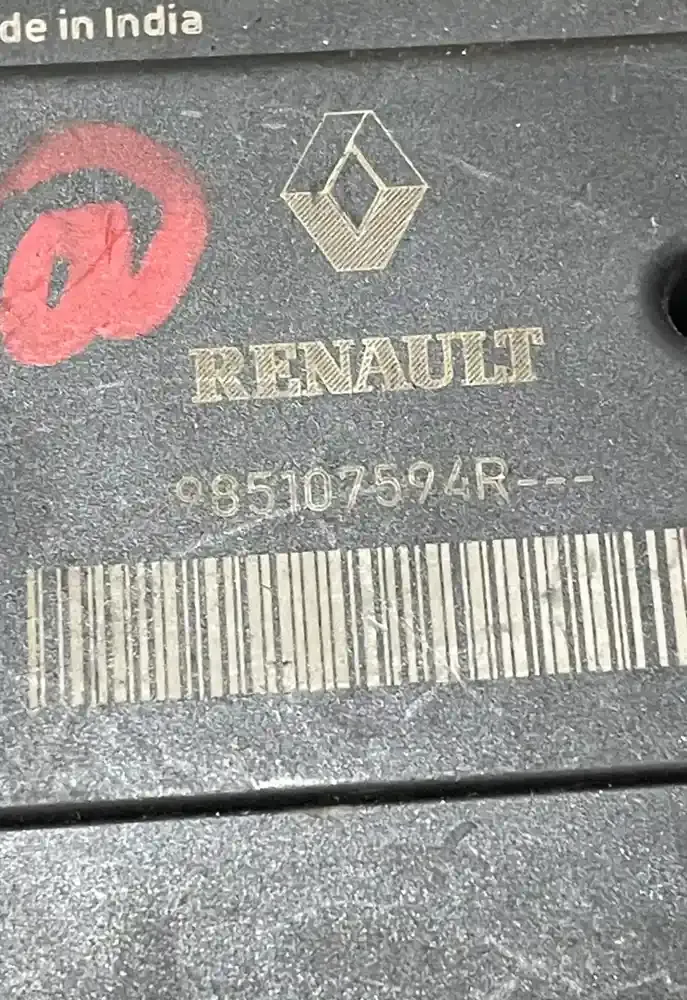 de in India
RENAULT
985107594R---